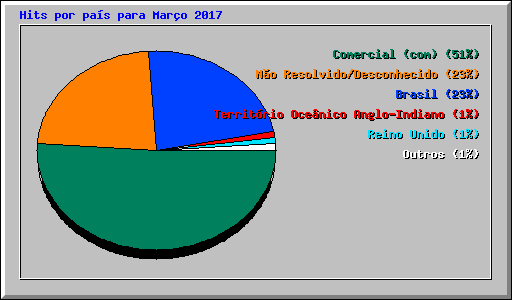 Hits por país para Março 2017
Comercial (com) (51%)
Não Resolvido/Desconhecido (23%)
Brasil (23%)
Território Oceânico Anglo-Indiano (1%)
Reino Unido (1%)
Outros (1%)